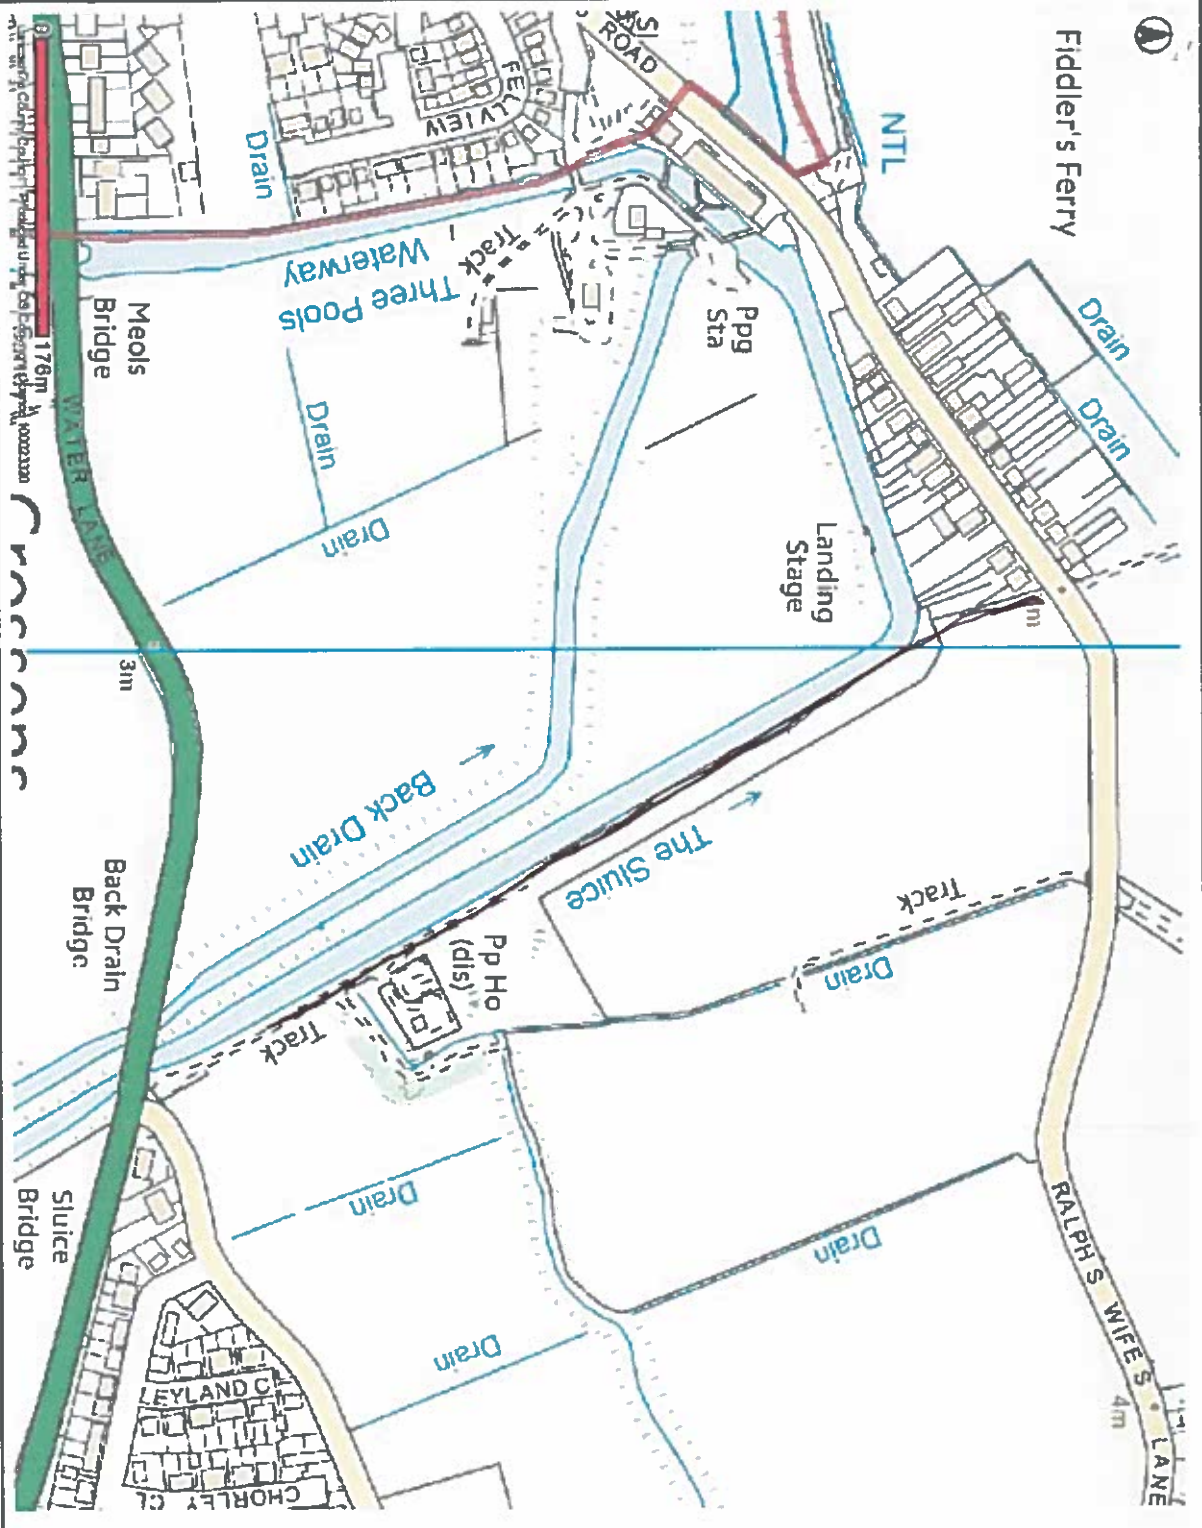 Fiddler's Ferry
NTL
ROAD
FELLVIEW
Drain
Three Pools
Waterway
Track
Meols
Bridge
176m
WATER LANE
Drain
Drain
Ppg
Sta
Landing
Stage
Drain
Drain
m
3m
Back Drain
The Sluice
Back Drain
Bridge
Pp Ho
(dis)
Track
Track
Drain
Sluice
Bridge
Drain
Drain
Drain
RALPH'S WIFE'S LANE
4m
LEYLAND CL
CHORLEY CL